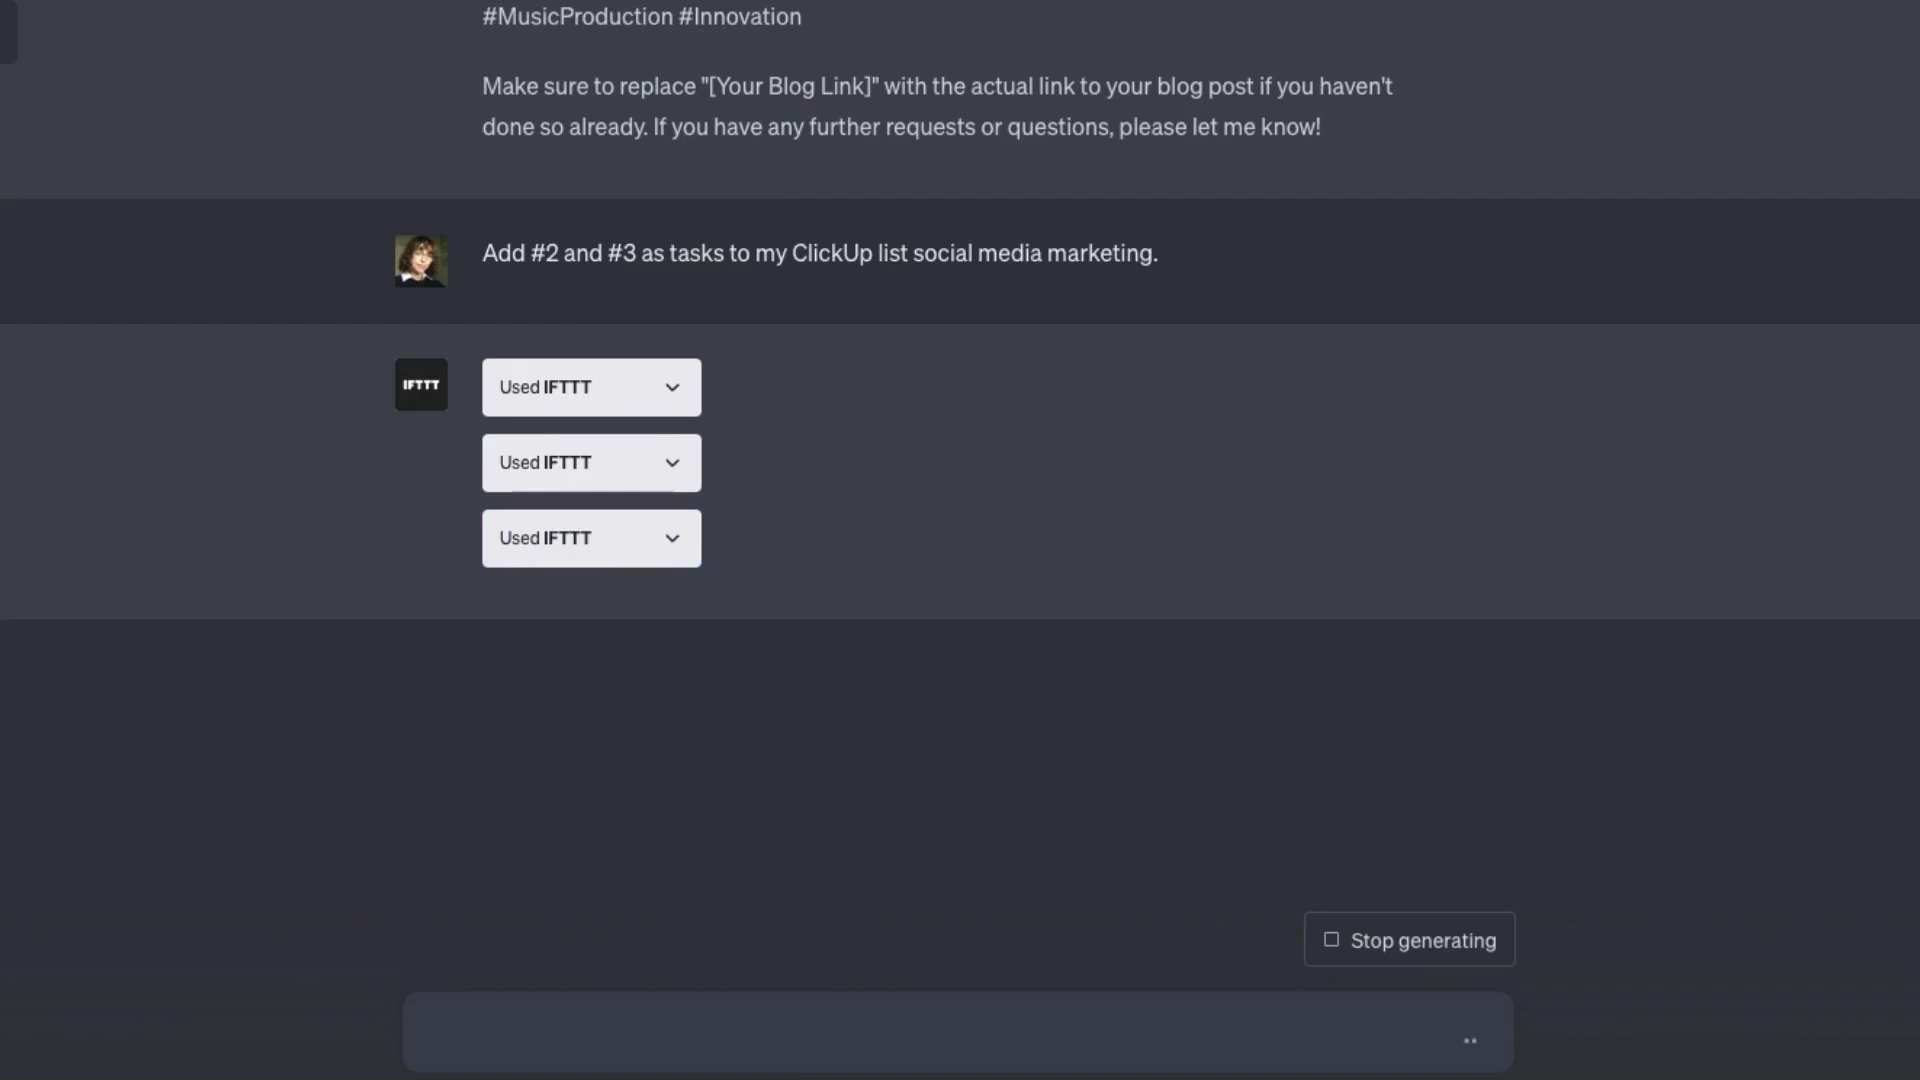 #MusicProduction #Innovation
Make sure to replace "[Your Blog Link]" with the actual link to your blog post if you haven't
done so already. If you have any further requests or questions, please let me know!
Add #2 and #3 as tasks to my ClickUp list social media marketing.
IFTTT
Used IFTTT
Used IFTTT
Used IFTTT
Stop generating